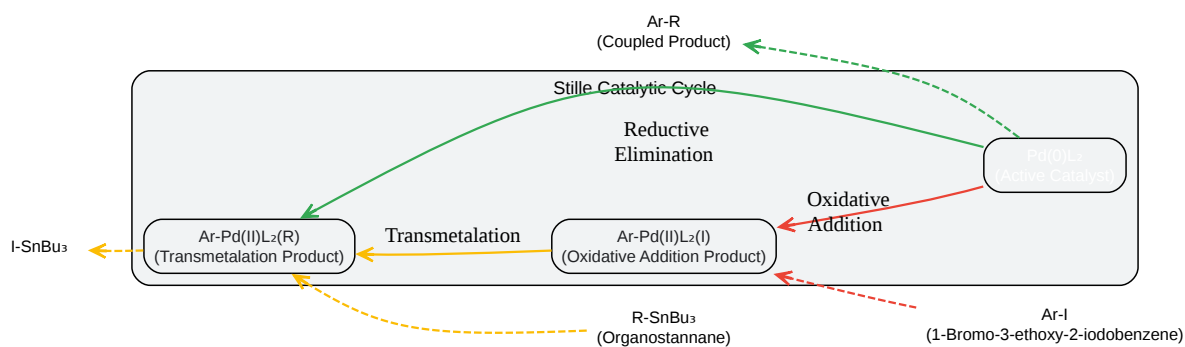 Ar-R
(Coupled Product)
Stille Catalytic Cycle
Reductive
Elimination
Pd(0)L₂
(Active Catalyst)
Oxidative
Addition
Ar-Pd(II)L₂(R)
(Transmetalation Product)
Transmetalation
Ar-Pd(II)L₂(I)
(Oxidative Addition Product)
I-SnBu₃
R-SnBu₃
(Organostannane)
Ar-I
(1-Bromo-3-ethoxy-2-iodobenzene)